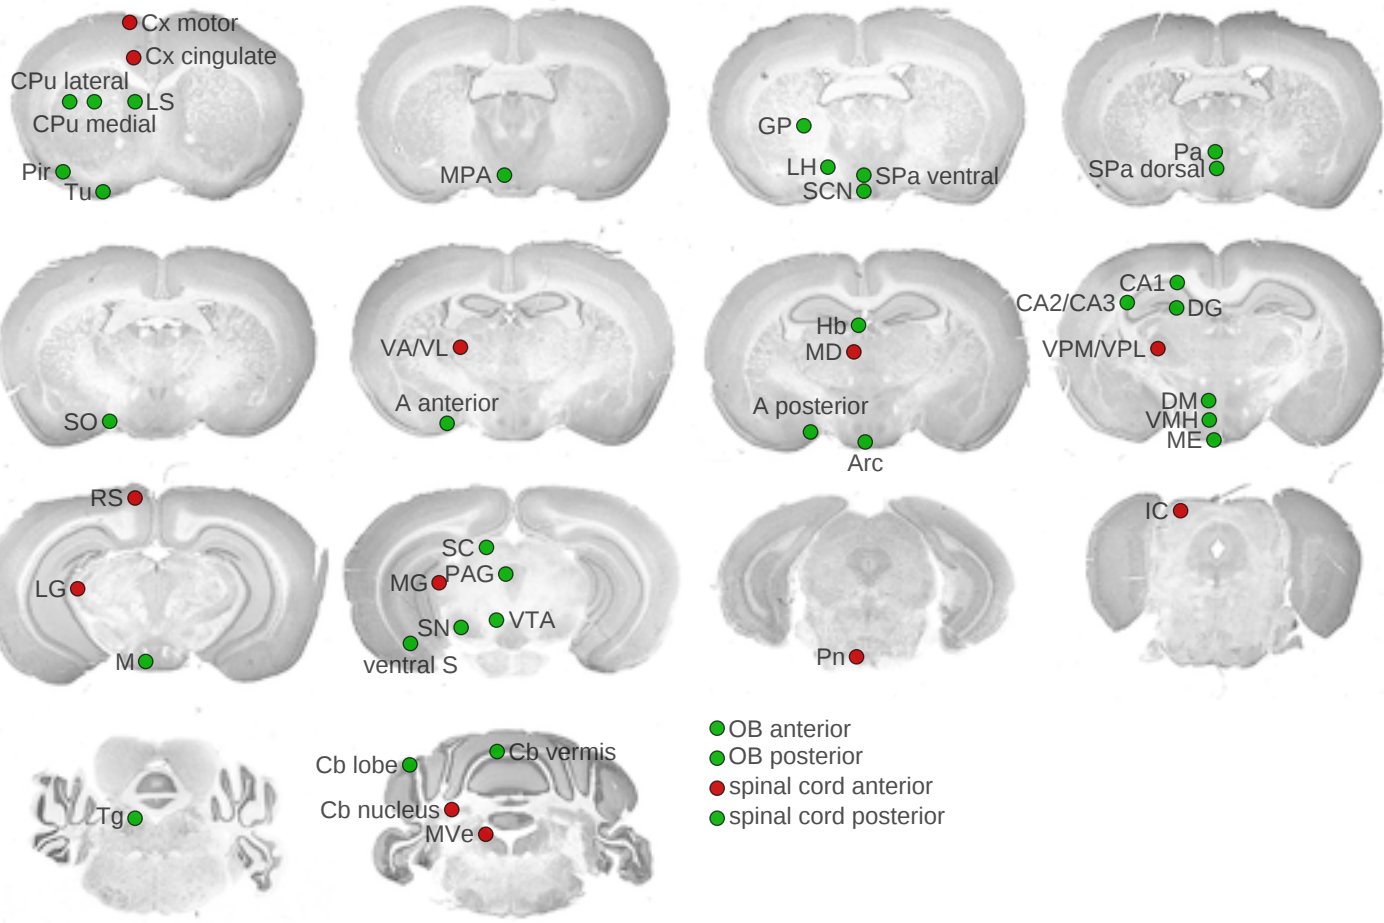 Cx motor
Cx cingulate
CPu lateral
LS
CPu medial
Pir
Tu
MPA
GP
LH
SPa ventral
SCN
Pa
SPa dorsal
SO
VA/VL
A anterior
Hb
MD
A posterior
Arc
CA1
CA2/CA3
DG
VPM/VPL
DM
VMH
ME
RS
LG
M
SC
MG
PAG
SN
VTA
ventral S
Pn
IC
Tg
Cb lobe
Cb vermis
Cb nucleus
MVe
OB anterior
OB posterior
spinal cord anterior
spinal cord posterior